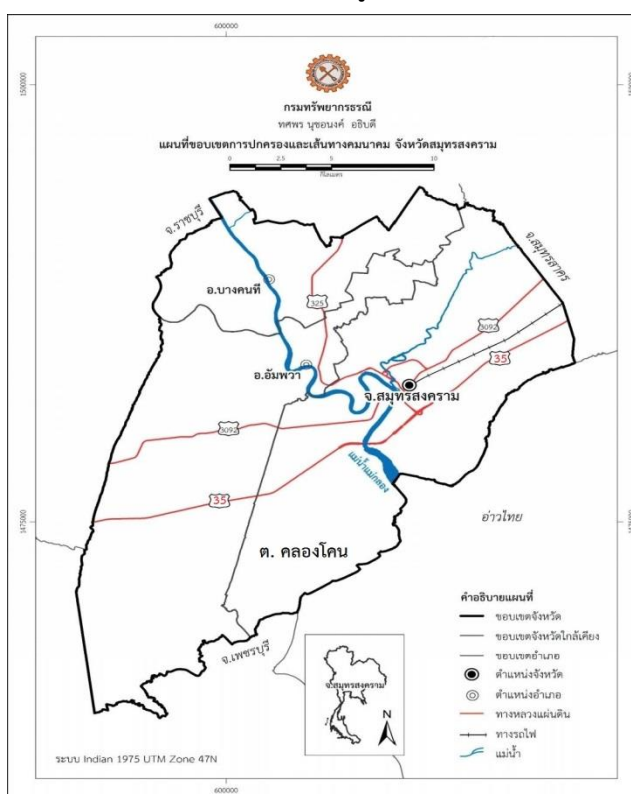 600000
1500000
กรมทรัพยากรธรณี
ทศพร นุชอนงค์ อธิบดี
แผนที่ขอบเขตการปกครองและเส้นทางคมนาคม จังหวัดสมุทรสงคราม
0 2.5 5 10
กิโลเมตร
จ.ราชบุรี
จ.สมุทรสาคร
อ.บางคนที
325
3092
35
อ.อัมพวา
จ.สมุทรสงคราม
3092
แม่น้ำแม่กลอง
35
1475000
อ่าวไทย
ต. คลองโคน
จ.เพชรบุรี
คำอธิบายแผนที่
ขอบเขตจังหวัด
ขอบเขตจังหวัดใกล้เคียง
ขอบเขตอำเภอ
ตำแหน่งจังหวัด
ตำแหน่งอำเภอ
ทางหลวงแผ่นดิน
ทางรถไฟ
แม่น้ำ
จ.สมุทรสงคราม
N
ระบบ Indian 1975 UTM Zone 47N
600000